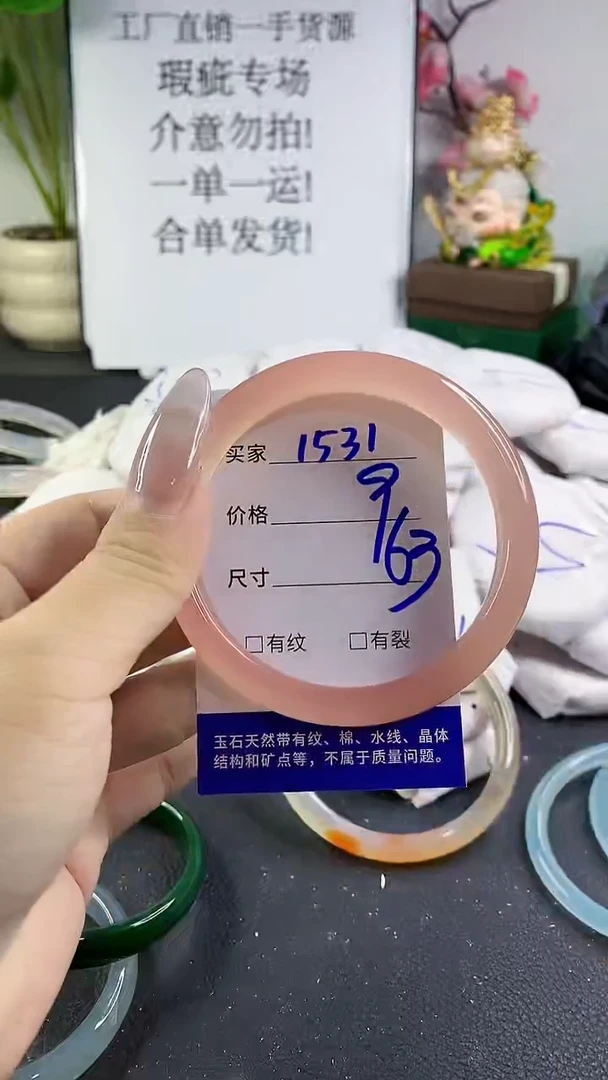 工厂直销一手货源
瑕疵专场
介意勿拍!
一单一运!
合单发货!
买家 1531
价格 9/63
尺寸
□有纹 □有裂
玉石天然带有纹、棉、水线、晶体
结构和矿点等，不属于质量问题。